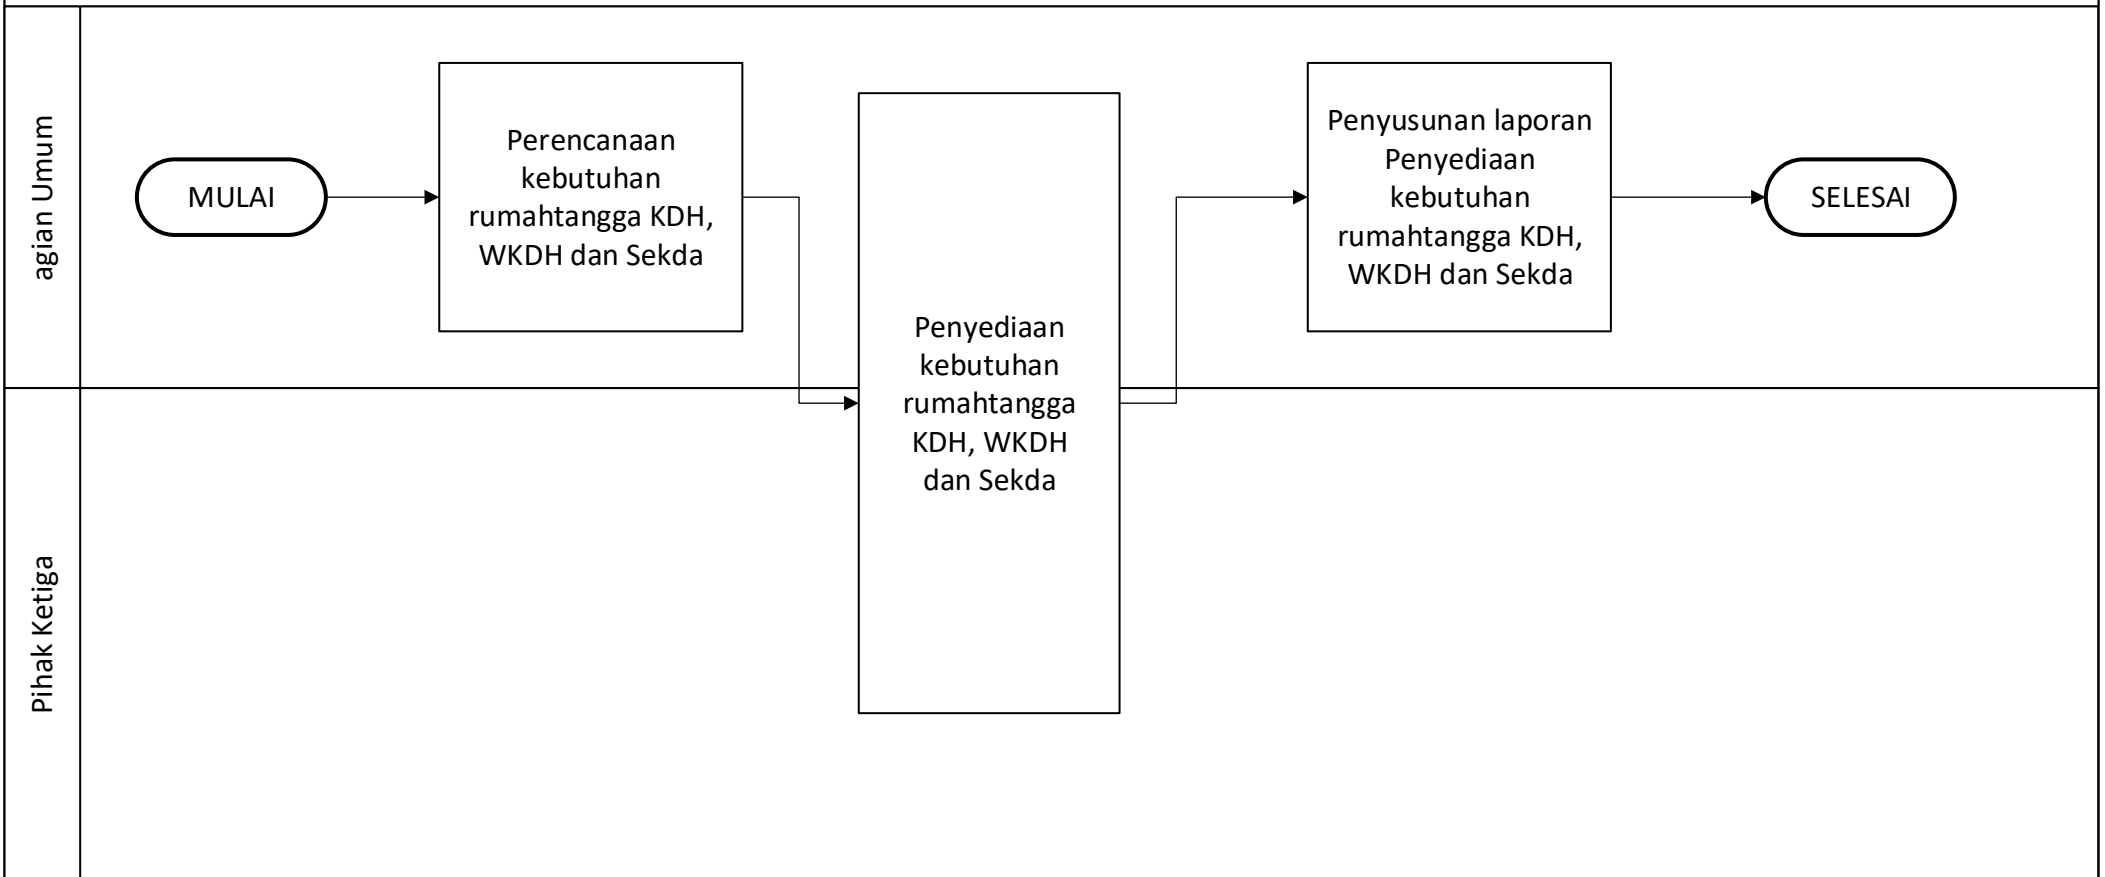 agian Umum
MULAI
Perencanaan
kebutuhan
rumahtangga KDH,
WKDH dan Sekda
Penyediaan
kebutuhan
rumahtangga
KDH, WKDH
dan Sekda
Penyusunan laporan
Penyediaan
kebutuhan
rumahtangga KDH,
WKDH dan Sekda
SELESAI
Pihak Ketiga